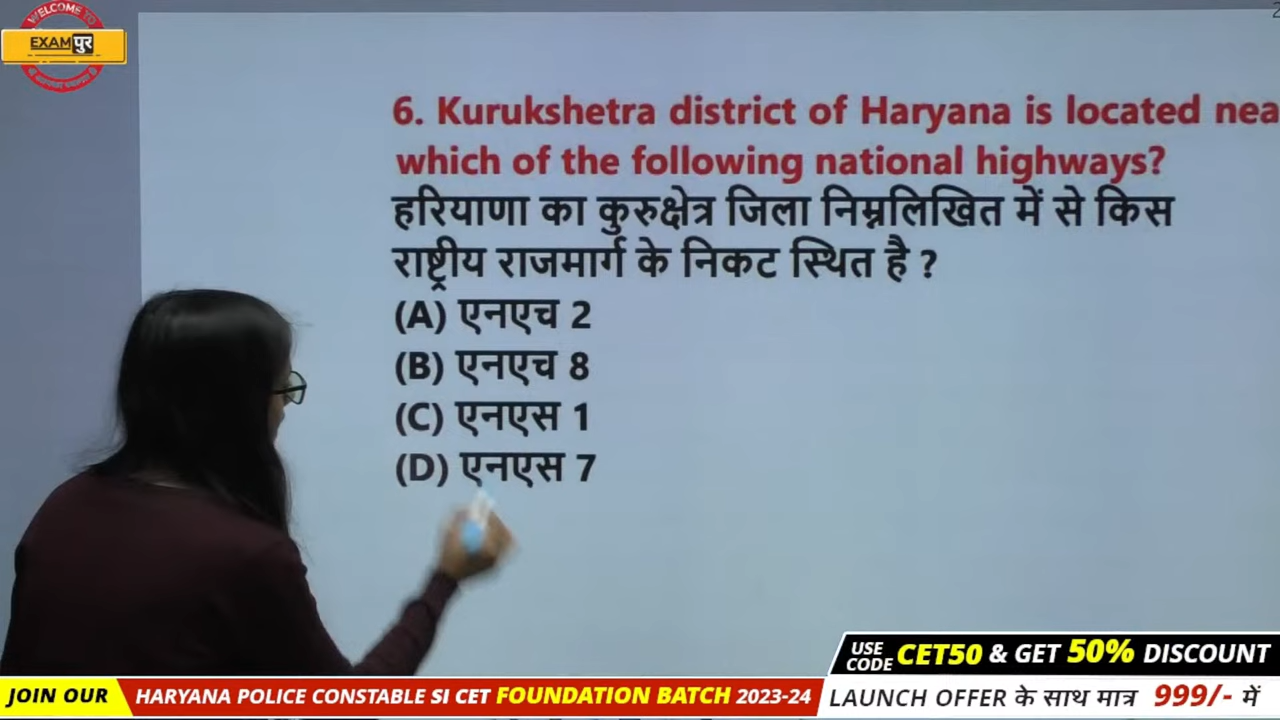 WELCOME TO
EXAMपुर
6. Kurukshetra district of Haryana is located nea
which of the following national highways?
हरियाणा का कुरुक्षेत्र जिला निम्नलिखित में से किस
राष्ट्रीय राजमार्ग के निकट स्थित है ?
(A) एनएच 2
(B) एनएच 8
(C) एनएस 1
(D) एनएस 7
USE CODE CET50 & GET 50% DISCOUNT
JOIN OUR HARYANA POLICE CONSTABLE SI CET FOUNDATION BATCH 2023-24 LAUNCH OFFER के साथ मात्र 999/- में